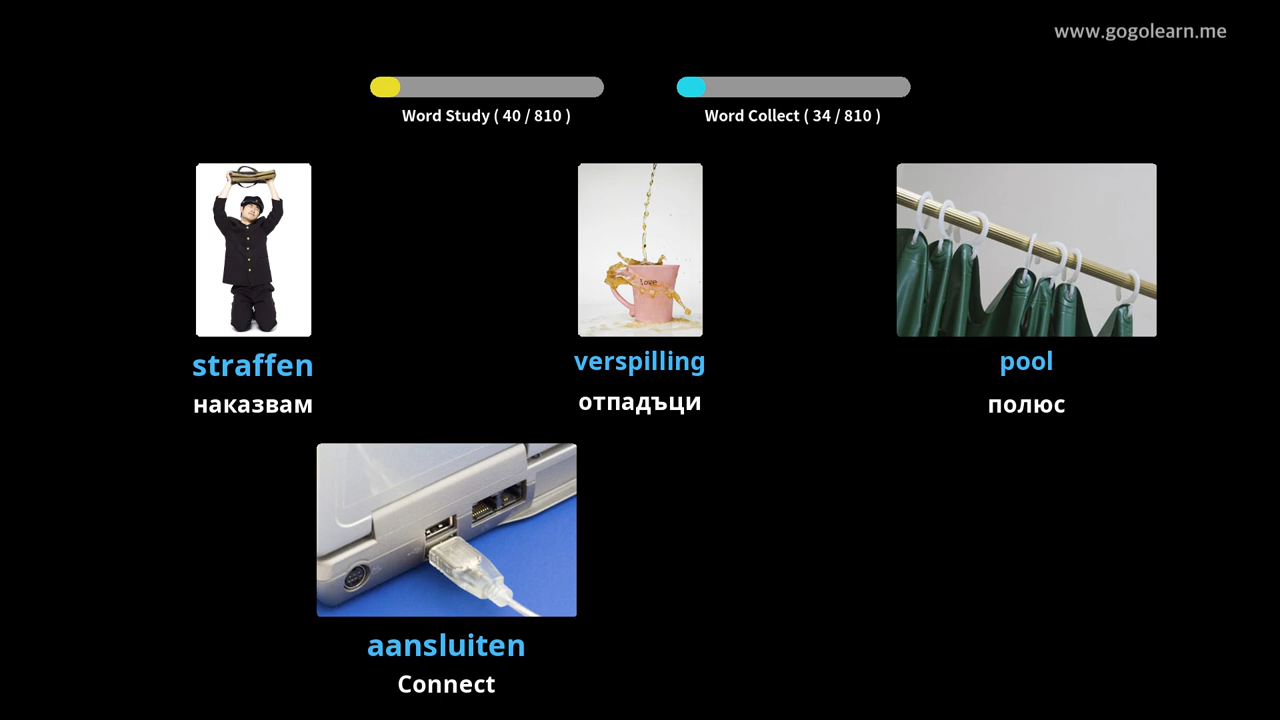 www.gogolearn.me
Word Study ( 40 / 810 )
Word Collect ( 34 / 810 )
love
straffen
verspilling
pool
наказвам
отпадъци
полюс
aansluiten
Connect